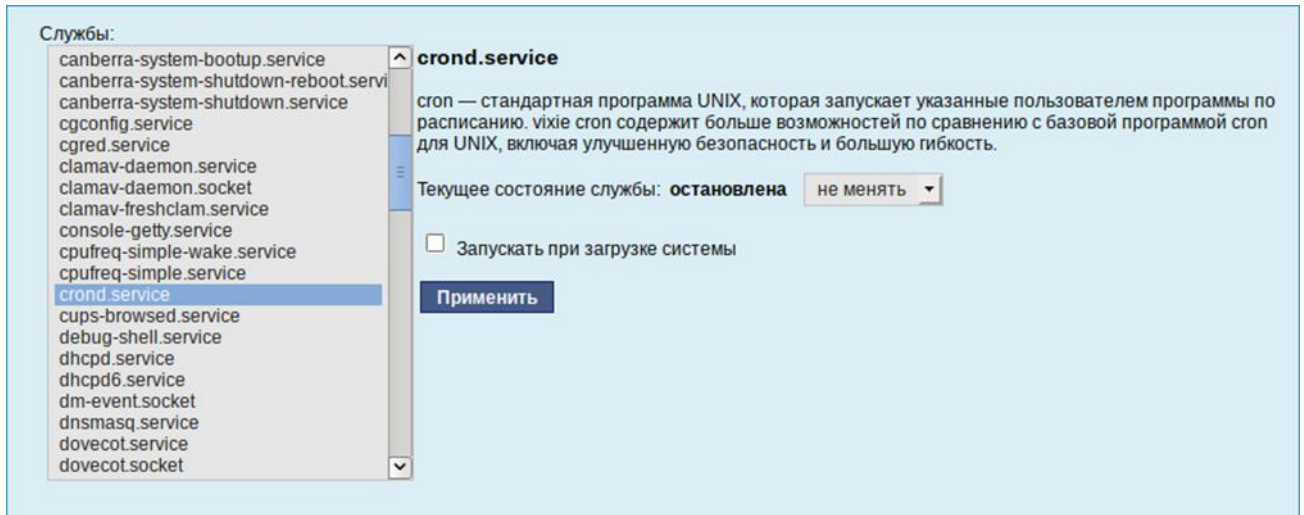 Службы:
canberra-system-bootup.service
canberra-system-shutdown-reboot.servi
canberra-system-shutdown.service
cgconfig.service
cgred.service
clamav-daemon.service
clamav-daemon.socket
clamav-freshclam.service
console-getty.service
cpufreq-simple-wake.service
cpufreq-simple.service
crond.service
cups-browsed.service
debug-shell.service
dhcpd.service
dhcpd6.service
dm-event.socket
dnsmasq.service
dovecot.service
dovecot.socket
crond.service
cron — стандартная программа UNIX, которая запускает указанные пользователем программы по
расписанию. vixie cron содержит больше возможностей по сравнению с базовой программой cron
для UNIX, включая улучшенную безопасность и большую гибкость.
Текущее состояние службы: остановлена не менять
Запускать при загрузке системы
Применить